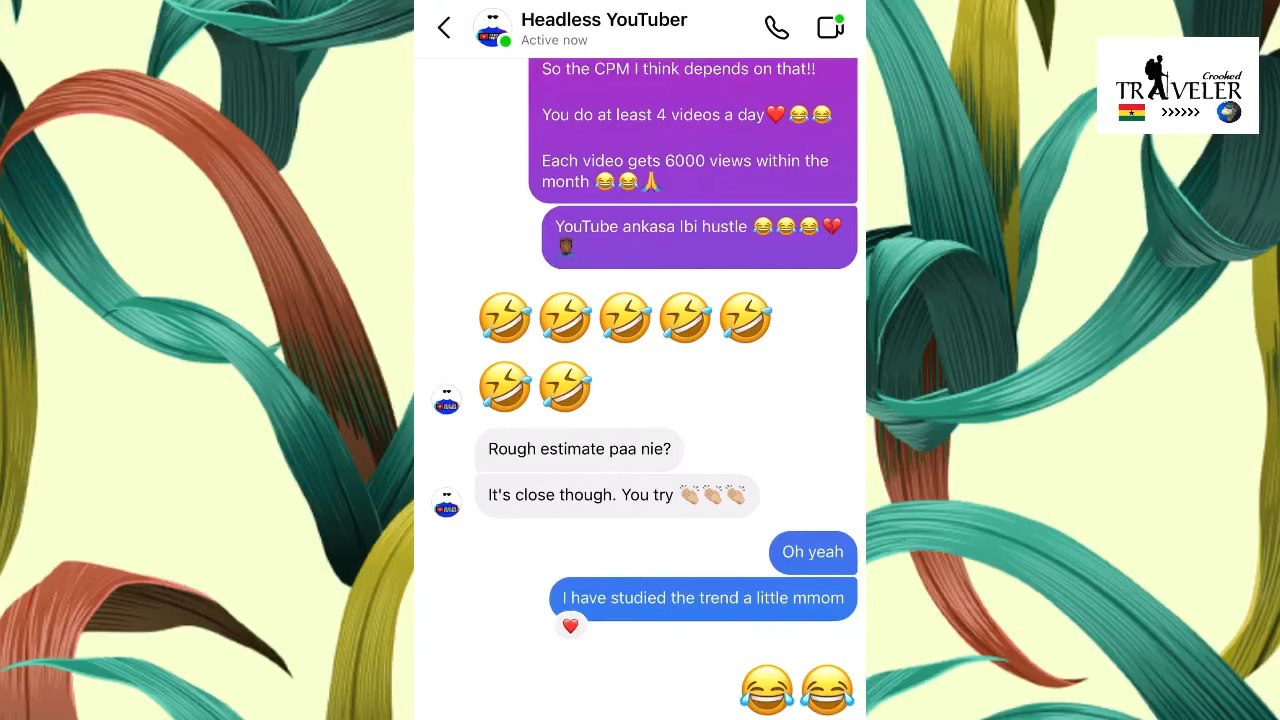 Headless YouTuber
Active now
Crooked
TRAVELER
>>>>>>
So the CPM I think depends on that!!
You do at least 4 videos a day❤️😂😂
Each video gets 6000 views within the
month 😂😂🙏
YouTube ankasa Ibi hustle 😂😂😂💔
🤦🏿‍♂️
🤣🤣🤣🤣🤣
🤣🤣
Rough estimate paa nie?
It's close though. You try 👏🏼👏🏼👏🏼
Oh yeah
I have studied the trend a little mmom
❤️
😂😂